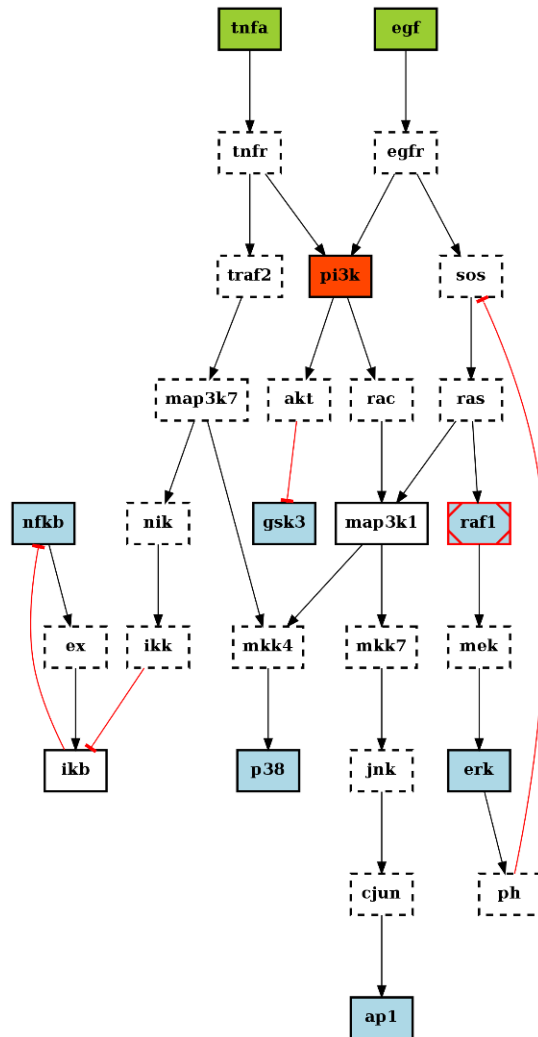 tnfa
egf
tnfr
egfr
traf2
pi3k
sos
map3k7
akt
rac
ras
nfkb
nik
gsk3
map3k1
raf1
ex
ikk
mkk4
mkk7
mek
ikb
p38
jnk
erk
cjun
ph
ap1